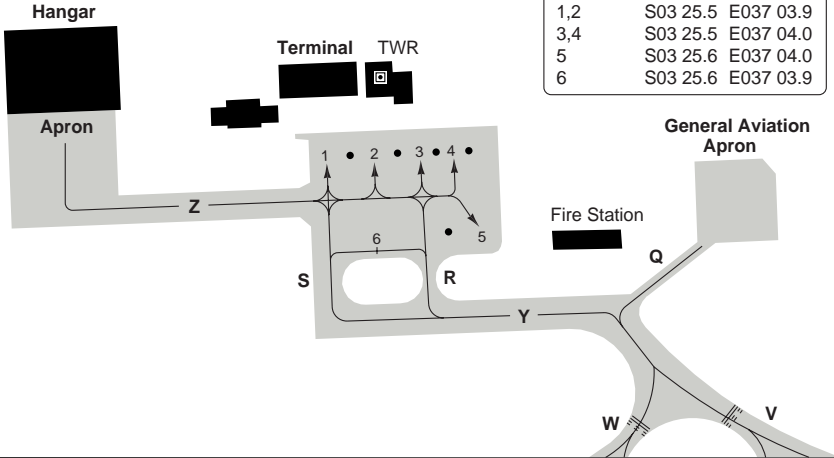 Hangar
1,2 S03 25.5 E037 03.9
3,4 S03 25.5 E037 04.0
5 S03 25.6 E037 04.0
6 S03 25.6 E037 03.9
Terminal TWR
Apron
General Aviation
Apron
1 2 3 4
Z
Fire Station
6 5
Q
S R
Y
W V